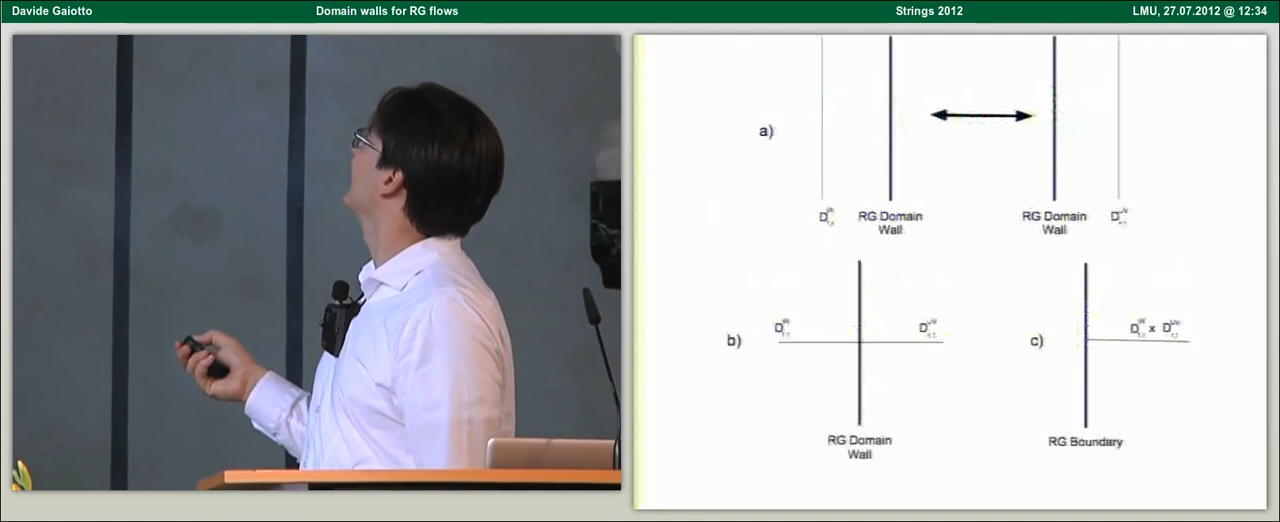 Davide Gaiotto Domain walls for RG flows Strings 2012 LMU, 27.07.2012 @ 12:34
a)
RG Domain
Wall
RG Domain
Wall
b)
c)
x
RG Domain
Wall
RG Boundary